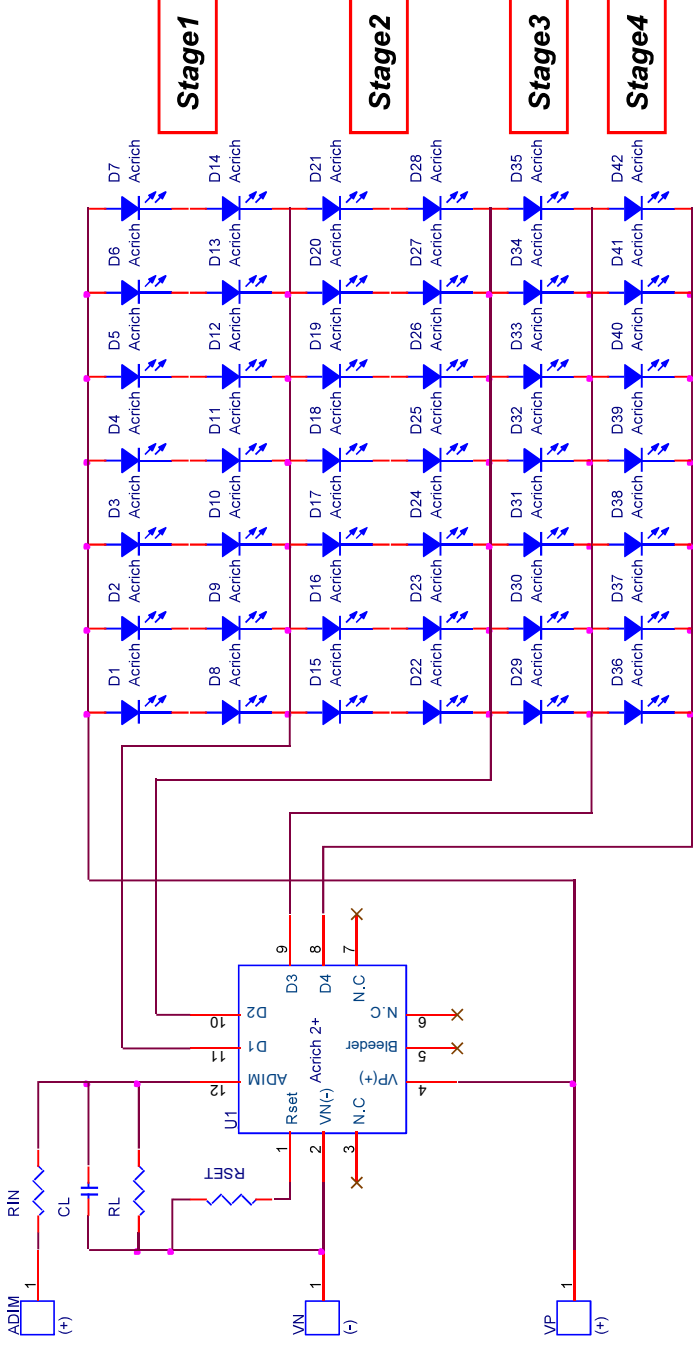 Stage1
Stage2
Stage3
Stage4
D7
Acrich
D14
Acrich
D21
Acrich
D28
Acrich
D35
Acrich
D42
Acrich
D6
Acrich
D13
Acrich
D20
Acrich
D27
Acrich
D34
Acrich
D41
Acrich
D5
Acrich
D12
Acrich
D19
Acrich
D26
Acrich
D33
Acrich
D40
Acrich
D4
Acrich
D11
Acrich
D18
Acrich
D25
Acrich
D32
Acrich
D39
Acrich
D3
Acrich
D10
Acrich
D17
Acrich
D24
Acrich
D31
Acrich
D38
Acrich
D2
Acrich
D9
Acrich
D16
Acrich
D23
Acrich
D30
Acrich
D37
Acrich
D1
Acrich
D8
Acrich
D15
Acrich
D22
Acrich
D29
Acrich
D36
Acrich
9
8
7
D3
D4
N.C
10
D2
11
D1
12
ADIM
U1
Acrich 2+
N.C
6
Bleeder
5
VP(+)
4
Rset
VN(-)
N.C
1
2
3
RIN
CL
RL
RSET
ADIM
(+)
1
VN
(-)
1
VP
(+)
1